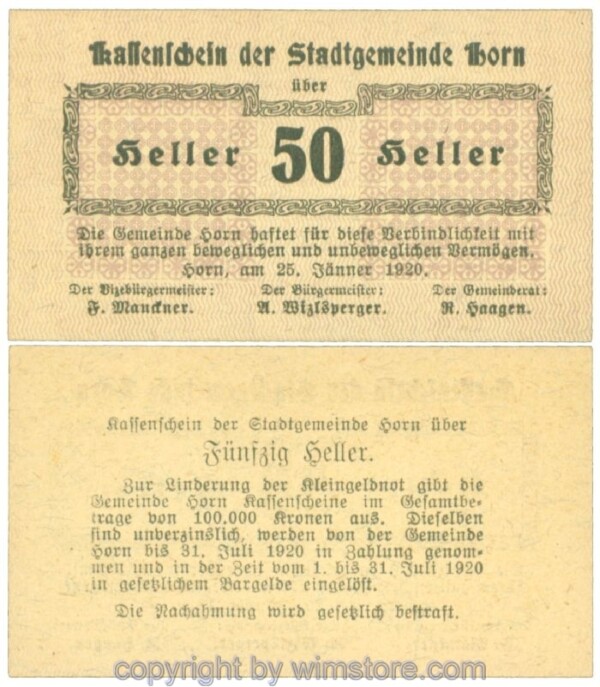 Kassenschein der Stadtgemeinde Horn
über
Heller 50 Heller
Die Gemeinde Horn haftet für diese Verbindlichkeit mit
ihrem ganzen beweglichen und unbeweglichen Vermögen.
Horn, am 25. Jänner 1920.
Der Vizebürgermeister: Der Bürgermeister: Der Gemeinderat:
F. Manckner. A. Wizlsperger. R. Haagen.
Kassenschein der Stadtgemeinde Horn über
Fünfzig Heller.
Zur Linderung der Kleingeldnot gibt die
Gemeinde Horn Kassenscheine im Gesamtbe-
trage von 100.000 Kronen aus. Dieselben
sind unverzinslich, werden von der Gemeinde
Horn bis 31. Juli 1920 in Zahlung genom-
men und in der Zeit vom 1. bis 31. Juli 1920
in gesetzlichem Bargelde eingelöst.
Die Nachahmung wird gesetzlich bestraft.
copyright by wimstore.com